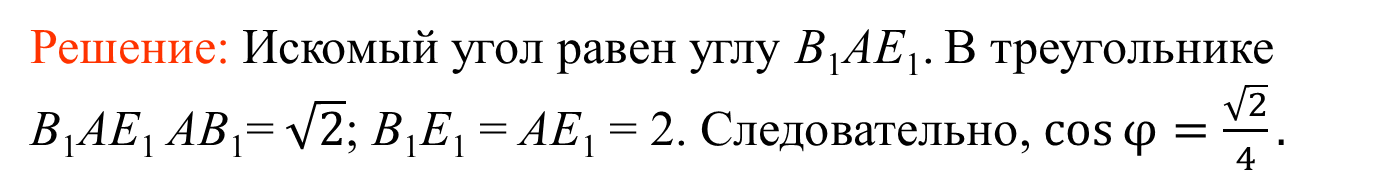 Решение: Искомый угол равен углу B₁AE₁. В треугольнике
B₁AE₁ AB₁= √2; B₁E₁ = AE₁ = 2. Следовательно, cos φ = √2/4.